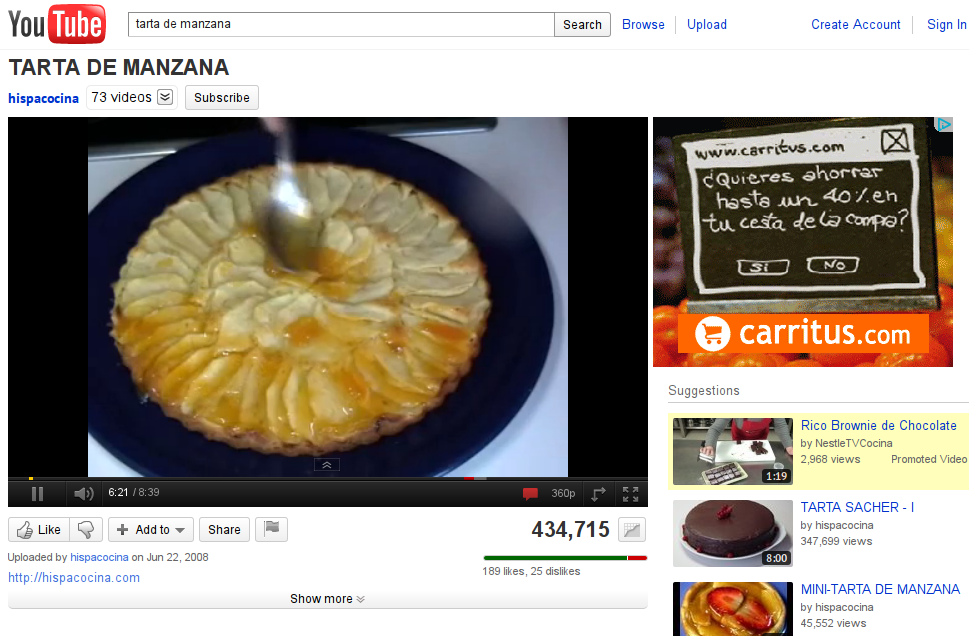 YouTube
tarta de manzana
Search
Browse
Upload
Create Account
Sign In
TARTA DE MANZANA
hispacocina
73 videos
Subscribe
www.carritus.com
¿Quieres ahorrar
hasta un 40% en
tu cesta de la compra?
Sí
No
carritus.com
6:21 / 8:39
360p
Like
Add to
Share
434,715
Uploaded by hispacocina on Jun 22, 2008
http://hispacocina.com
189 likes, 25 dislikes
Show more
Suggestions
Rico Brownie de Chocolate
by NestleTVCocina
2,968 views
Promoted Video
1:19
TARTA SACHER - I
by hispacocina
347,699 views
8:00
MINI-TARTA DE MANZANA
by hispacocina
45,552 views